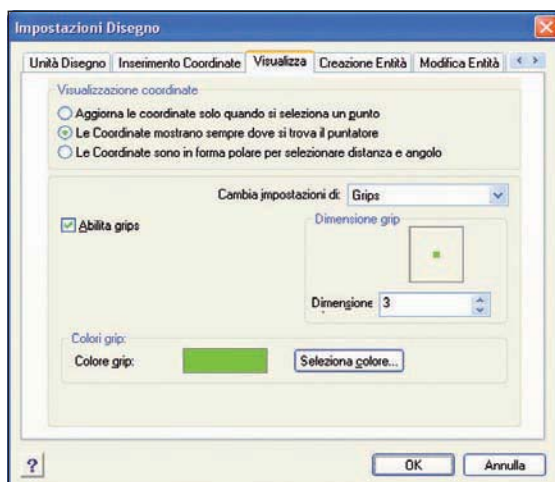 Impostazioni Disegno
Unità Disegno Inserimento Coordinate Visualizza Creazione Entità Modifica Entità
Visualizzazione coordinate
Aggiorna le coordinate solo quando si seleziona un punto
Le Coordinate mostrano sempre dove si trova il puntatore
Le Coordinate sono in forma polare per selezionare distanza e angolo
Cambia impostazioni di: Grips
Abilita grips
Dimensione grip
Dimensione 3
Colori grip:
Colore grip: Seleziona colore...
? OK Annulla